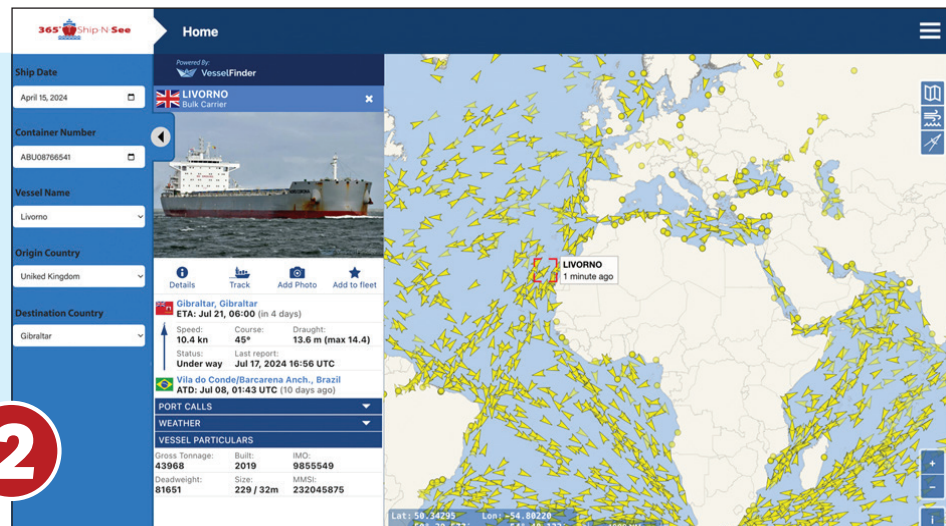 365° Ship-N-See
Home
Ship Date
April 15, 2024
Container Number
ABU08766541
Vessel Name
Livorno
Origin Country
Uniked Kingdom
Destination Country
Gibraltar
2
Powered By:
VesselFinder
LIVORNO
Bulk Carrier
Details Track Add Photo Add to fleet
Gibraltar, Gibraltar
ETA: Jul 21, 06:00 (in 4 days)
Speed: Course: Draught:
10.4 kn 45° 13.6 m (max 14.4)
Status: Last report:
Under way Jul 17, 2024 16:56 UTC
Vila do Conde/Barcarena Anch., Brazil
ATD: Jul 08, 01:43 UTC (10 days ago)
PORT CALLS
WEATHER
VESSEL PARTICULARS
Gross Tonnage: Built: IMO:
43968 2019 9855549
Deadweight: Size: MMSI:
81651 229 / 32m 232045875
LIVORNO
1 minute ago
+
-
i
Lat: 50.34295 Lon: -54.80220